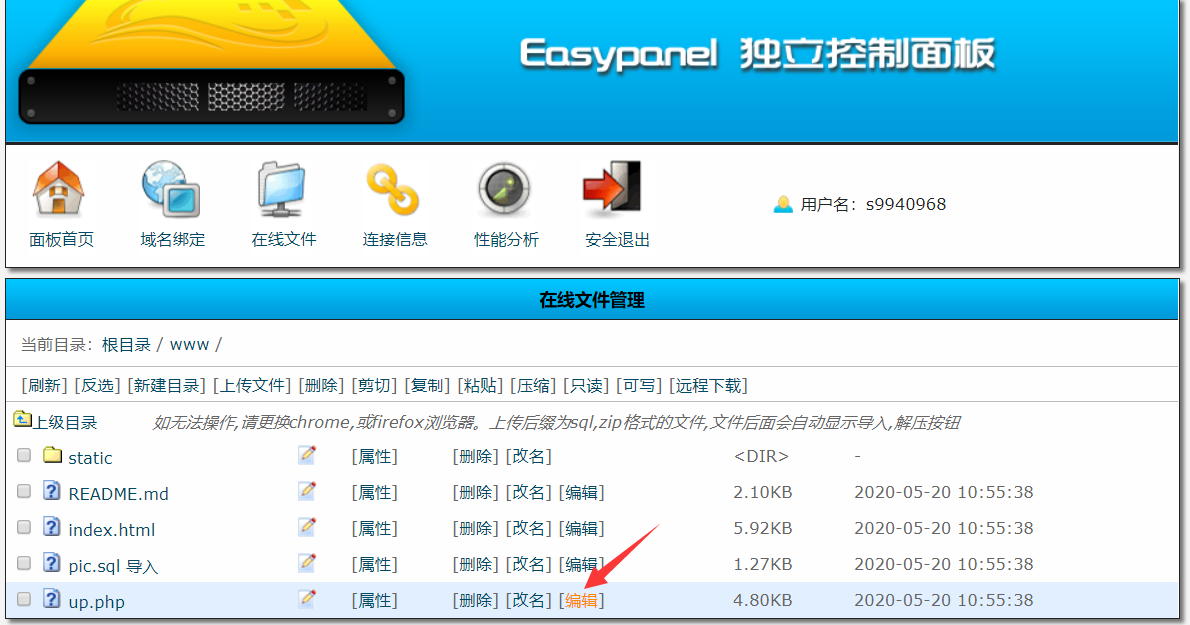 Easypanel 独立控制面板
面板首页 域名绑定 在线文件 连接信息 性能分析 安全退出 用户名：s9940968
在线文件管理
当前目录：根目录 / www /
[刷新] [反选] [新建目录] [上传文件] [删除] [剪切] [复制] [粘贴] [压缩] [只读] [可写] [远程下载]
上级目录 如无法操作,请更换chrome,或firefox浏览器。上传后缀为sql,zip格式的文件,文件后面会自动显示导入,解压按钮
static [属性] [删除] [改名] <DIR> -
README.md [属性] [删除] [改名] [编辑] 2.10KB 2020-05-20 10:55:38
index.html [属性] [删除] [改名] [编辑] 5.92KB 2020-05-20 10:55:38
pic.sql 导入 [属性] [删除] [改名] [编辑] 1.27KB 2020-05-20 10:55:38
up.php [属性] [删除] [改名] [编辑] 4.80KB 2020-05-20 10:55:38